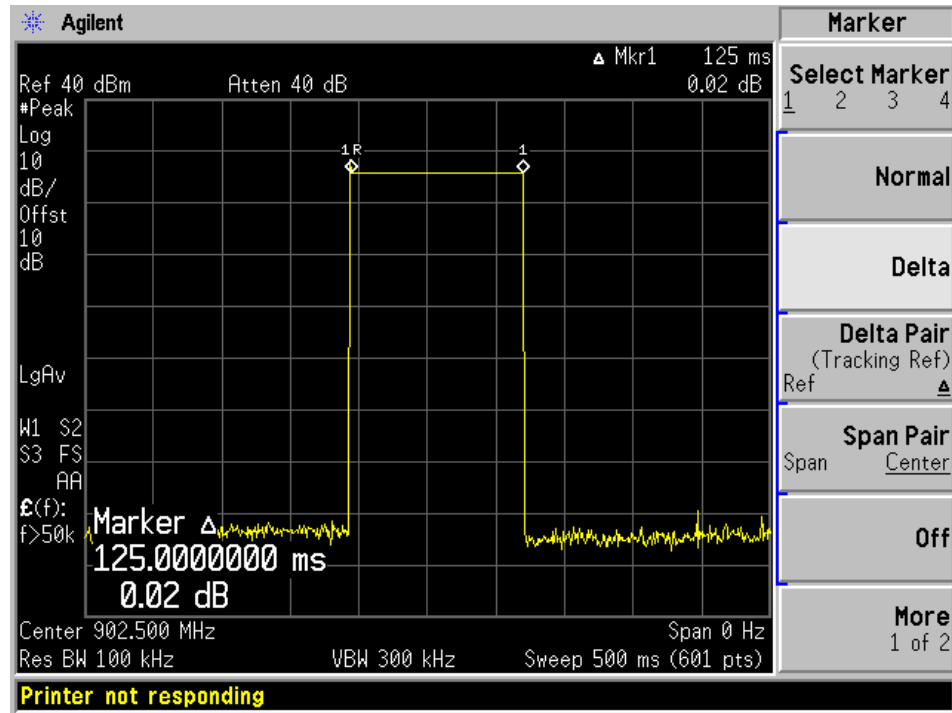 Agilent
Marker
Δ Mkr1 125 ms
Ref 40 dBm Atten 40 dB 0.02 dB
#Peak
Log
10
dB/
Offst
10
dB
LgAv
W1 S2
S3 FS
AA
£(f):
f>50k
1R
1
Marker Δ
125.0000000 ms
0.02 dB
Center 902.500 MHz Span 0 Hz
Res BW 100 kHz VBW 300 kHz Sweep 500 ms (601 pts)
Printer not responding
Select Marker
1 2 3 4
Normal
Delta
Delta Pair
(Tracking Ref)
Ref Δ
Span Pair
Span Center
Off
More
1 of 2